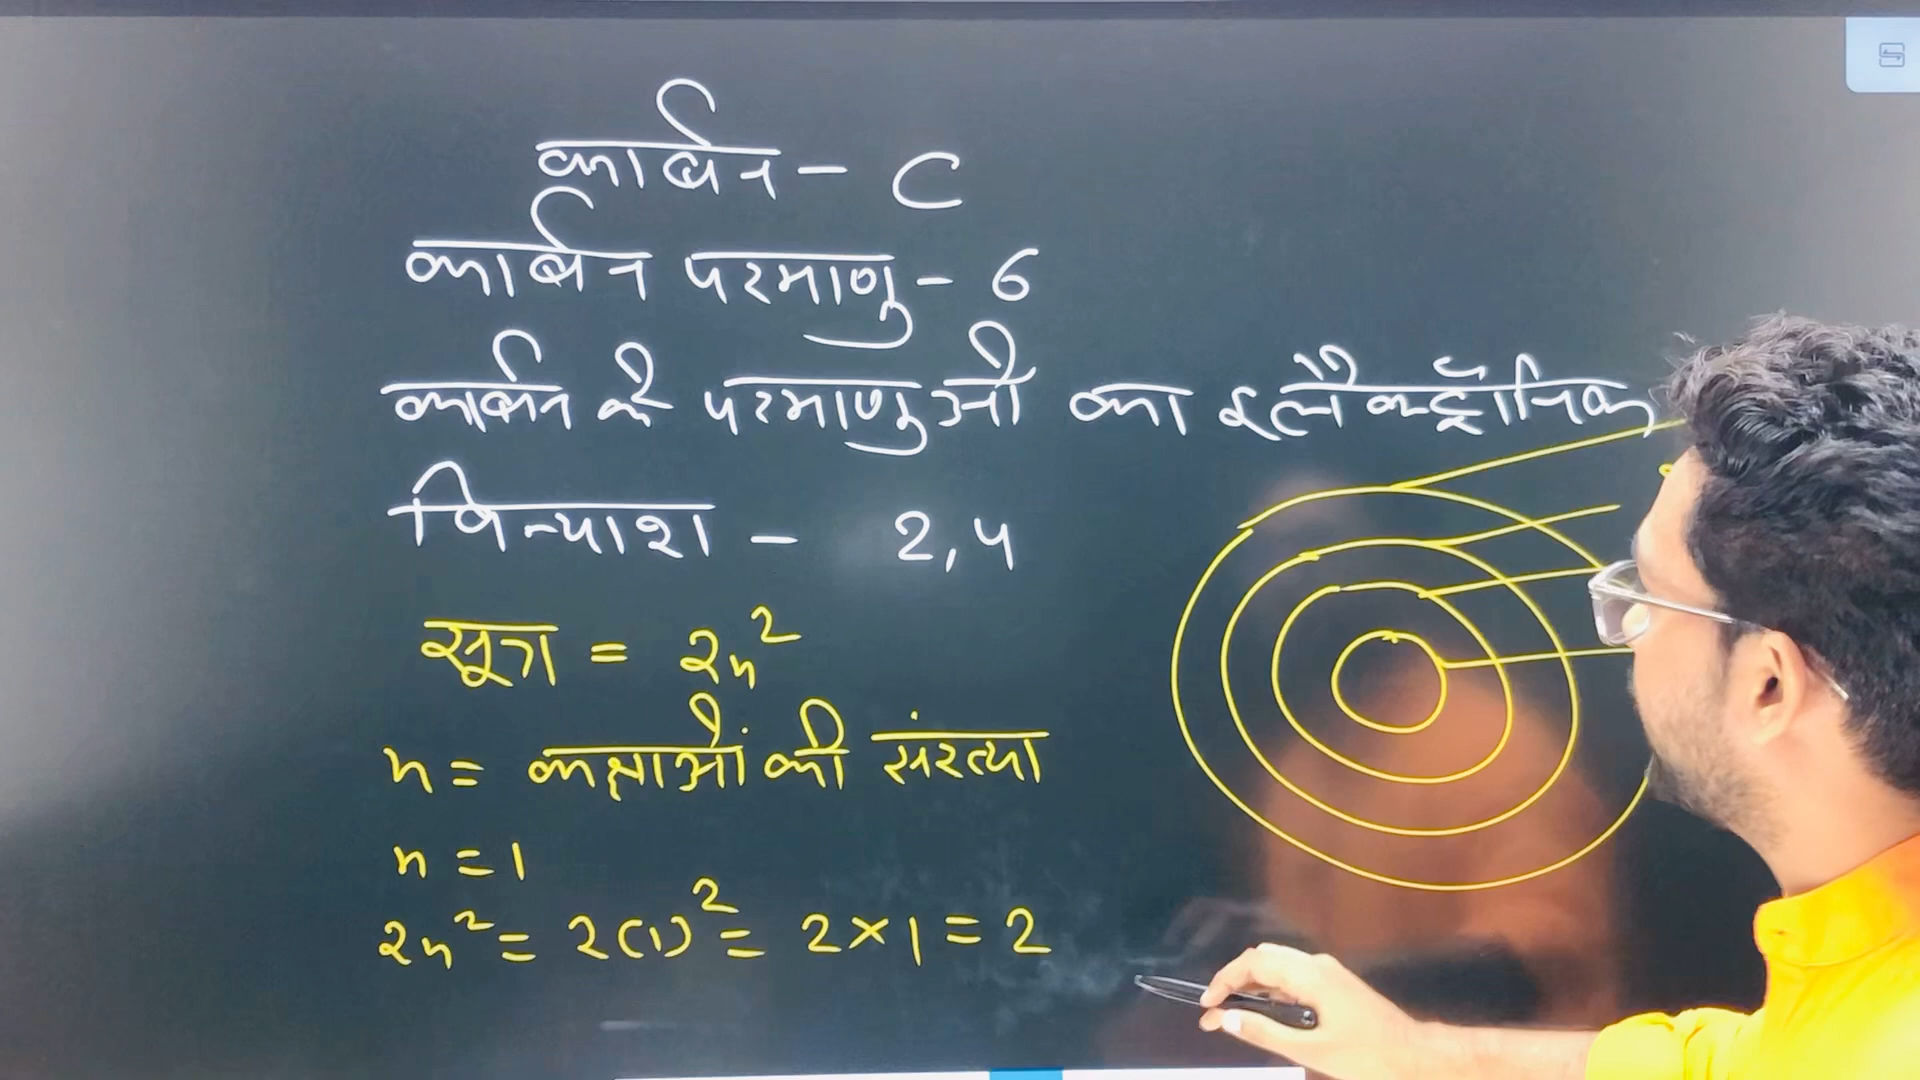 कार्बन - C
कार्बन परमाणु - 6
कार्बन के परमाणुओ का इलैक्ट्रॉनिक
विन्याश - 2,4
सूत्र = 2n²
n = कक्षाओं की संख्या
n = 1
2n² = 2(1)² = 2×1 = 2